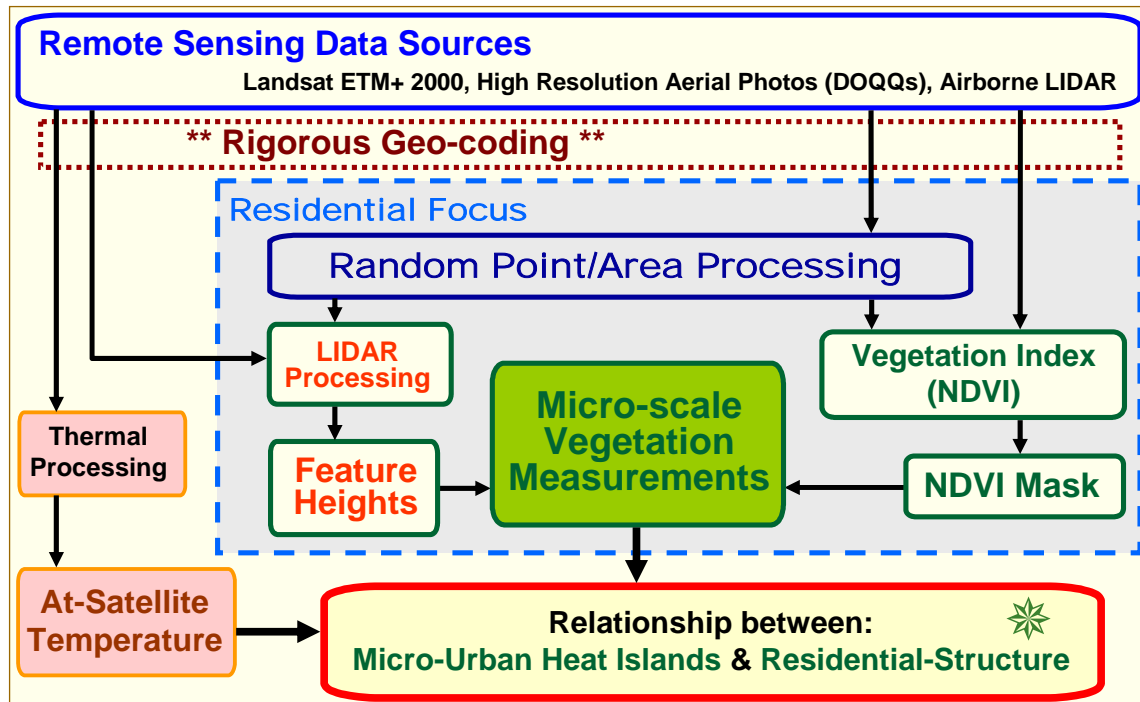 Remote Sensing Data Sources
Landsat ETM+ 2000, High Resolution Aerial Photos (DOQQs), Airborne LIDAR
** Rigorous Geo-coding **
Residential Focus
Random Point/Area Processing
LIDAR
Processing
Vegetation Index
(NDVI)
Micro-scale
Vegetation
Measurements
Thermal
Processing
Feature
Heights
NDVI Mask
At-Satellite
Temperature
Relationship between:
Micro-Urban Heat Islands & Residential-Structure